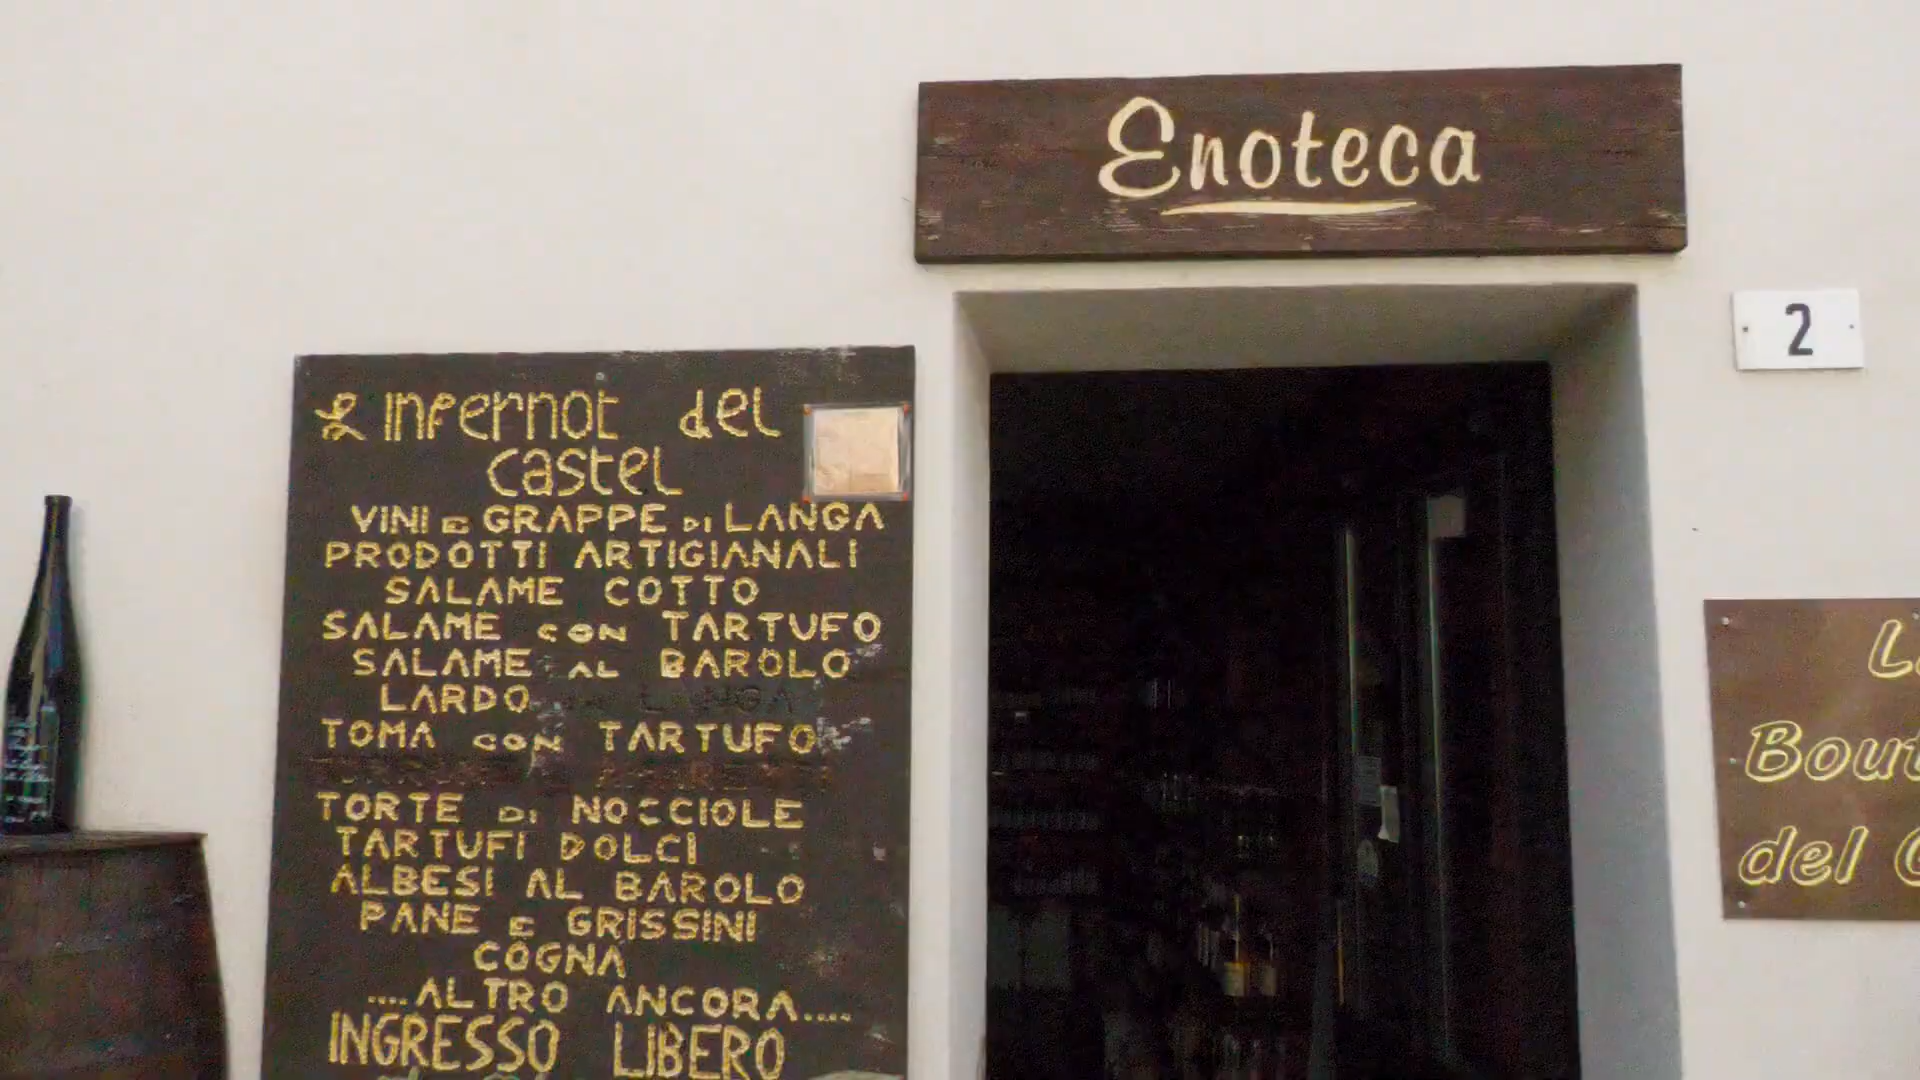 Enoteca
2
L'INFERNOT del
CASTEL
VINI E GRAPPE DI LANGA
PRODOTTI ARTIGIANALI
SALAME COTTO
SALAME CON TARTUFO
SALAME AL BAROLO
LARDO
TOMA CON TARTUFO
TORTE DI NOCCIOLE
TARTUFI DOLCI
ALBESI AL BAROLO
PANE E GRISSINI
COGNA
....ALTRO ANCORA....
INGRESSO LIBERO
Bout
del